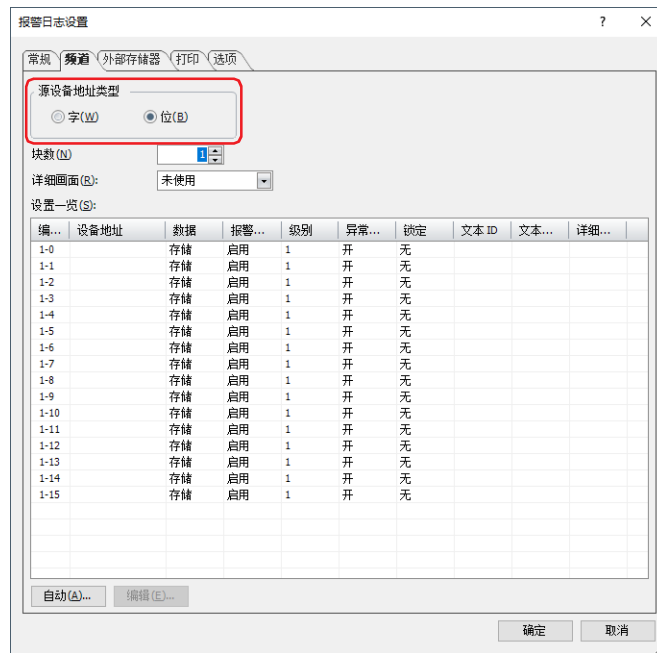 报警日志设置 ? ×
常规 频道 外部存储器 打印 选项
源设备地址类型
字(W) 位(B)
块数(N) 1
详细画面(R): 未使用
设置一览(S):
编... 设备地址 数据 报警... 级别 异常... 锁定 文本 ID 文本... 详细...
1-0 存储 启用 1 开 无
1-1 存储 启用 1 开 无
1-2 存储 启用 1 开 无
1-3 存储 启用 1 开 无
1-4 存储 启用 1 开 无
1-5 存储 启用 1 开 无
1-6 存储 启用 1 开 无
1-7 存储 启用 1 开 无
1-8 存储 启用 1 开 无
1-9 存储 启用 1 开 无
1-10 存储 启用 1 开 无
1-11 存储 启用 1 开 无
1-12 存储 启用 1 开 无
1-13 存储 启用 1 开 无
1-14 存储 启用 1 开 无
1-15 存储 启用 1 开 无
自动(A)... 编辑(E)...
确定 取消